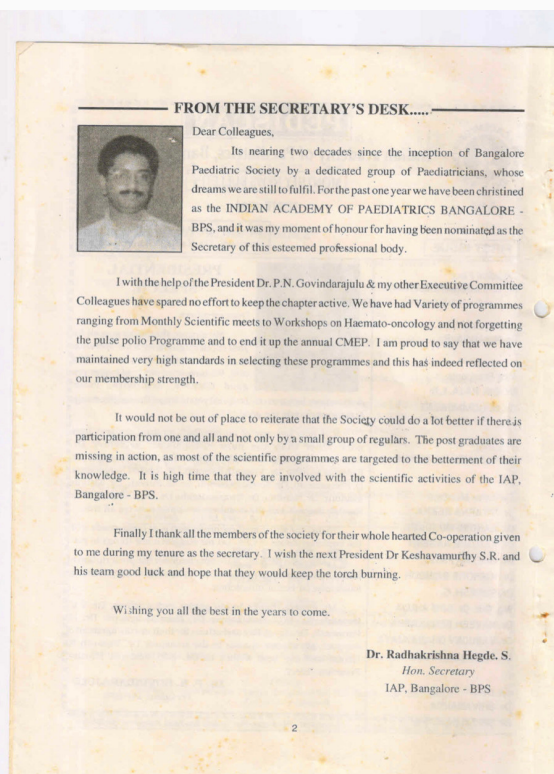 FROM THE SECRETARY'S DESK.....
Dear Colleagues,
Its nearing two decades since the inception of Bangalore
Paediatric Society by a dedicated group of Paediatricians, whose
dreams we are still to fulfil. For the past one year we have been christined
as the INDIAN ACADEMY OF PAEDIATRICS BANGALORE -
BPS, and it was my moment of honour for having been nominated as the
Secretary of this esteemed professional body.
I with the help of the President Dr. P.N. Govindarajulu & my other Executive Committee
Colleagues have spared no effort to keep the chapter active. We have had Variety of programmes
ranging from Monthly Scientific meets to Workshops on Haemato-oncology and not forgetting
the pulse polio Programme and to end it up the annual CMEP. I am proud to say that we have
maintained very high standards in selecting these programmes and this has indeed reflected on
our membership strength.
It would not be out of place to reiterate that the Society could do a lot better if there is
participation from one and all and not only by a small group of regulars. The post graduates are
missing in action, as most of the scientific programmes are targeted to the betterment of their
knowledge. It is high time that they are involved with the scientific activities of the IAP,
Bangalore - BPS.
Finally I thank all the members of the society for their whole hearted Co-operation given
to me during my tenure as the secretary. I wish the next President Dr Keshavamurthy S.R. and
his team good luck and hope that they would keep the torch burning.
Wishing you all the best in the years to come.
Dr. Radhakrishna Hegde. S.
Hon. Secretary
IAP, Bangalore - BPS
2